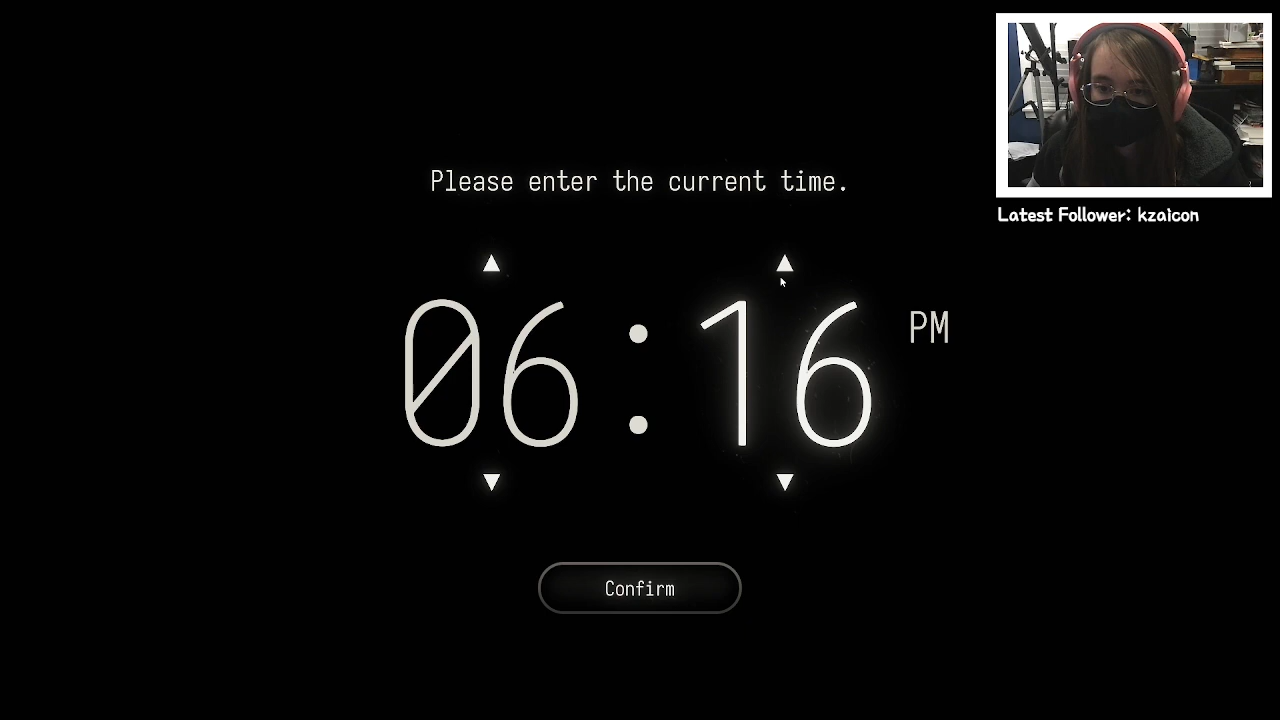 Please enter the current time.
▲ ▲
06:16 PM
▼ ▼
Confirm
Latest Follower: kzaicon